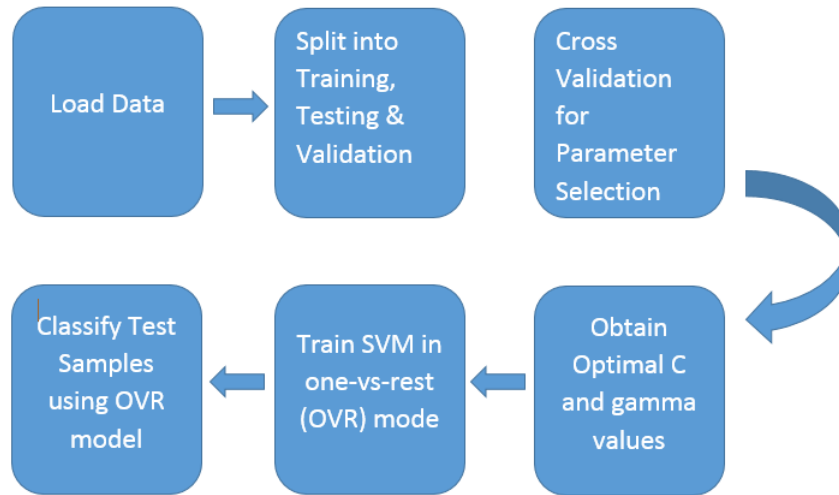 Load Data
Split into
Training,
Testing &
Validation
Cross
Validation
for
Parameter
Selection
Obtain
Optimal C
and gamma
values
Train SVM in
one-vs-rest
(OVR) mode
Classify Test
Samples
using OVR
model